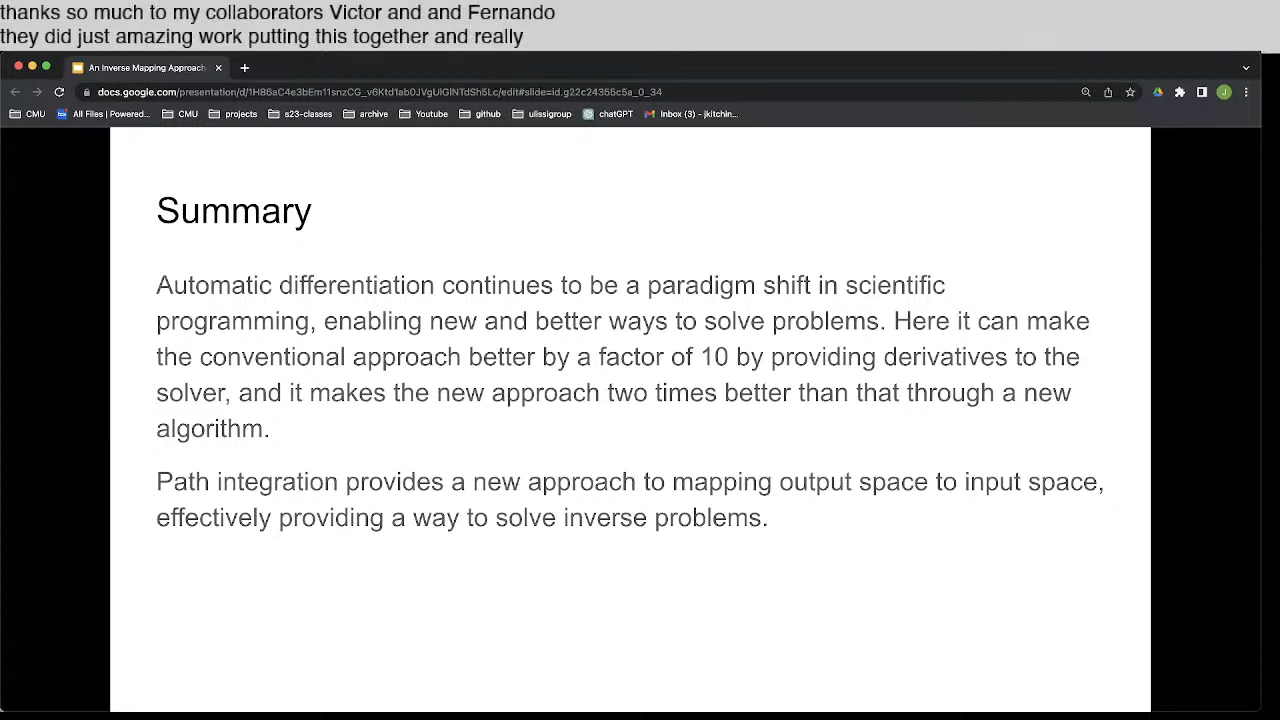 thanks so much to my collaborators Victor and and Fernando
they did just amazing work putting this together and really
An Inverse Mapping Approach
docs.google.com/presentation/d/1H86aC4e3bEm11snzCG_v6Ktd1ab0JVgUlGINTdSh5Lc/edit#slide=id.g22c24355c5a_0_34
CMU All Files | Powered... CMU projects s23-classes archive Youtube github ulissigroup chatGPT Inbox (3) - jkitchin...
Summary
Automatic differentiation continues to be a paradigm shift in scientific
programming, enabling new and better ways to solve problems. Here it can make
the conventional approach better by a factor of 10 by providing derivatives to the
solver, and it makes the new approach two times better than that through a new
algorithm.
Path integration provides a new approach to mapping output space to input space,
effectively providing a way to solve inverse problems.